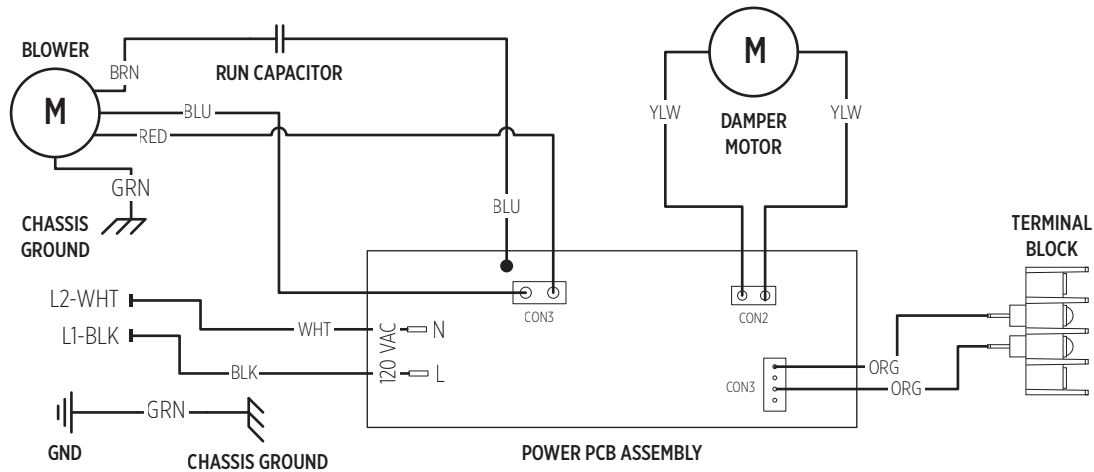 BLOWER
M
BRN
RUN CAPACITOR
BLU
RED
GRN
CHASSIS
GROUND
BLU
M
YLW
YLW
DAMPER
MOTOR
TERMINAL
BLOCK
L2-WHT
L1-BLK
WHT
BLK
120 VAC
N
L
CON3
CON2
CON3
ORG
ORG
GRN
GND
CHASSIS GROUND
POWER PCB ASSEMBLY